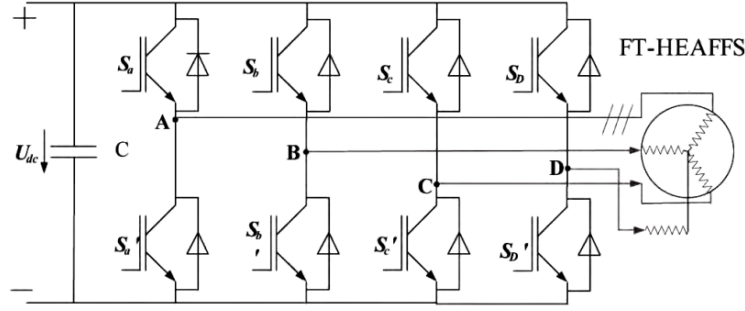 +
FT-HEAFFS
Sa
Sb
Sc
SD
A
Udc
C
B
D
C
Sa'
Sb
'
Sc'
SD'
—